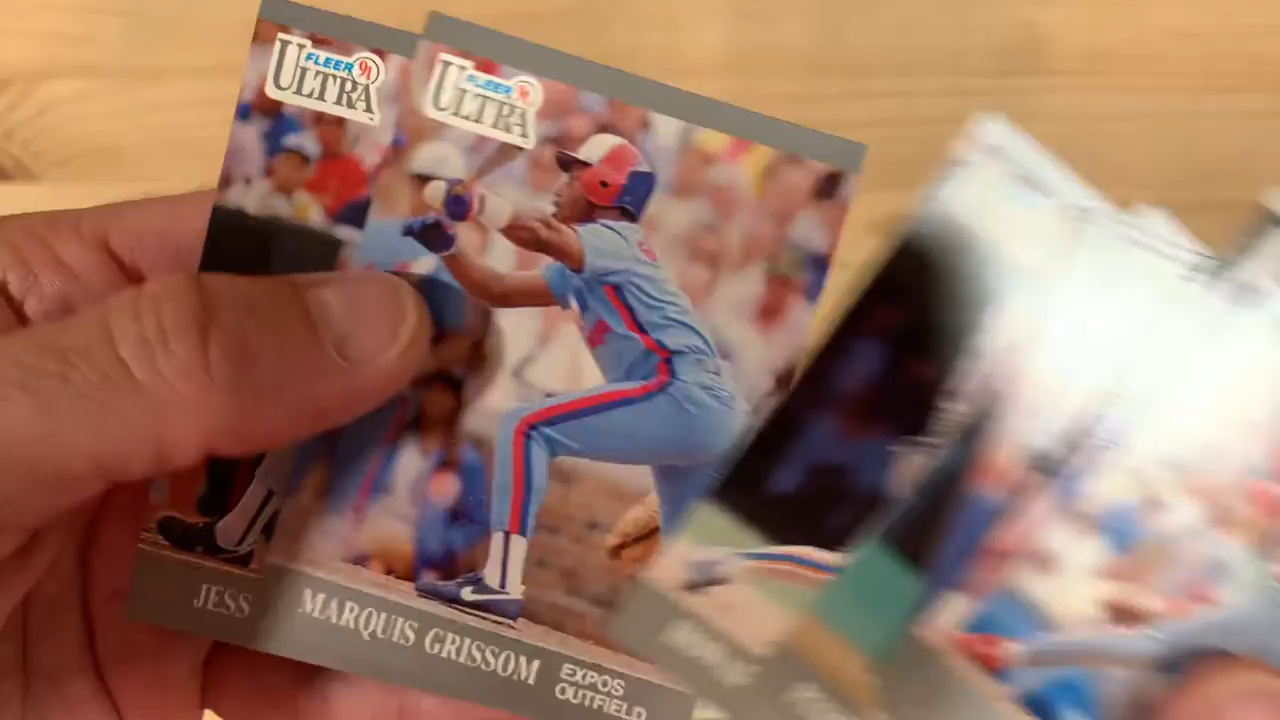 FLEER 91
ULTRA
FLEER 91
ULTRA
JESS
MARQUIS GRISSOM
EXPOS
OUTFIELD